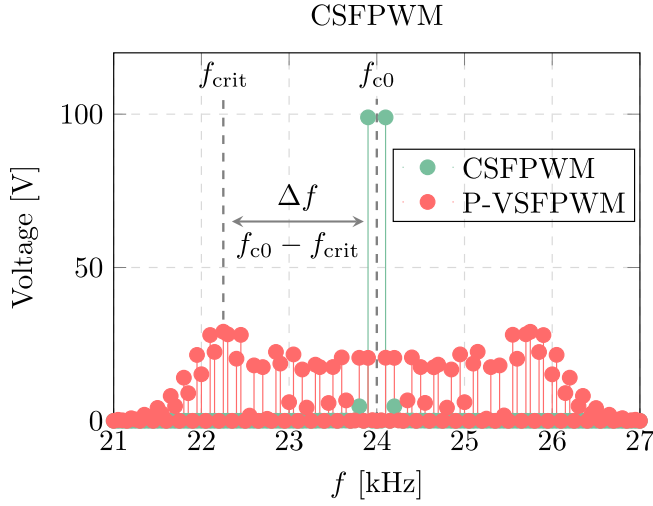 CSFPWM
f_crit
f_c0
100
CSFPWM
P-VSFPWM
Δf
f_c0 − f_crit
50
0
21 22 23 24 25 26 27
Voltage [V]
f [kHz]